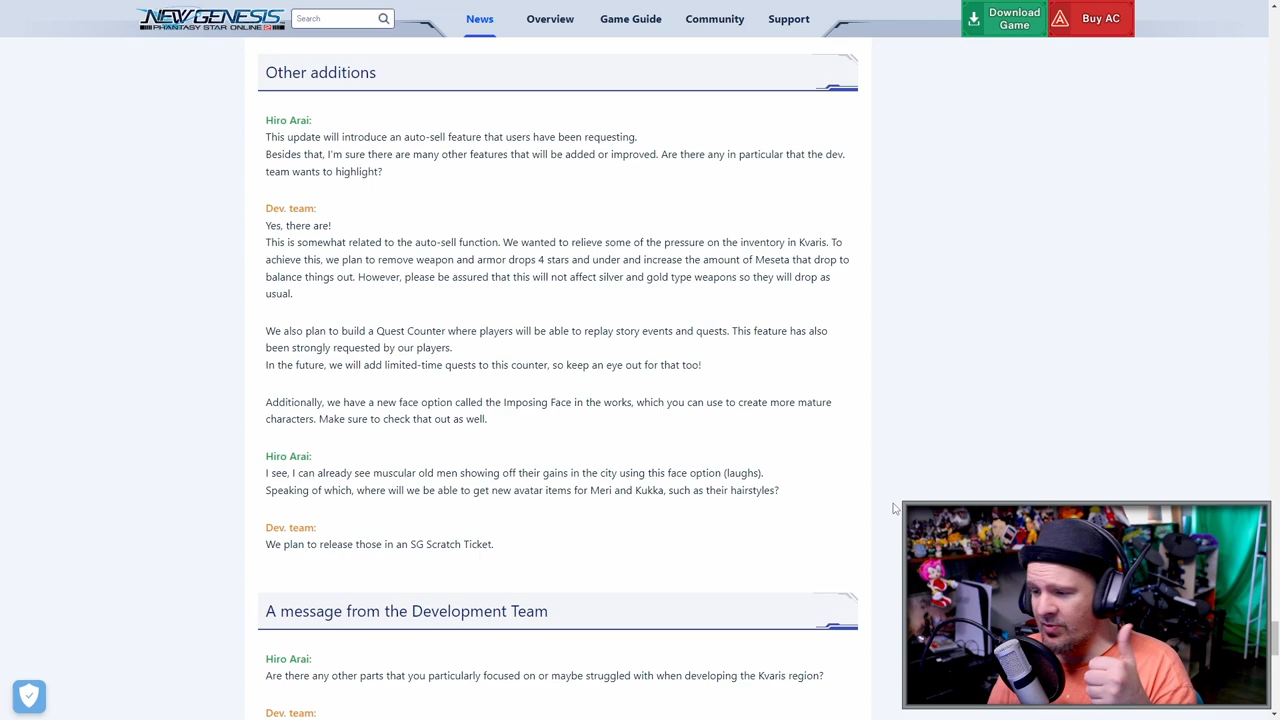 NEW GENESIS
PHANTASY STAR ONLINE 2
Search
News
Overview
Game Guide
Community
Support
Download
Game
Buy AC
Other additions
Hiro Arai:
This update will introduce an auto-sell feature that users have been requesting.
Besides that, I'm sure there are many other features that will be added or improved. Are there any in particular that the dev.
team wants to highlight?
Dev. team:
Yes, there are!
This is somewhat related to the auto-sell function. We wanted to relieve some of the pressure on the inventory in Kvaris. To
achieve this, we plan to remove weapon and armor drops 4 stars and under and increase the amount of Meseta that drop to
balance things out. However, please be assured that this will not affect silver and gold type weapons so they will drop as
usual.
We also plan to build a Quest Counter where players will be able to replay story events and quests. This feature has also
been strongly requested by our players.
In the future, we will add limited-time quests to this counter, so keep an eye out for that too!
Additionally, we have a new face option called the Imposing Face in the works, which you can use to create more mature
characters. Make sure to check that out as well.
Hiro Arai:
I see, I can already see muscular old men showing off their gains in the city using this face option (laughs).
Speaking of which, where will we be able to get new avatar items for Meri and Kukka, such as their hairstyles?
Dev. team:
We plan to release those in an SG Scratch Ticket.
A message from the Development Team
Hiro Arai:
Are there any other parts that you particularly focused on or maybe struggled with when developing the Kvaris region?
Dev. team: